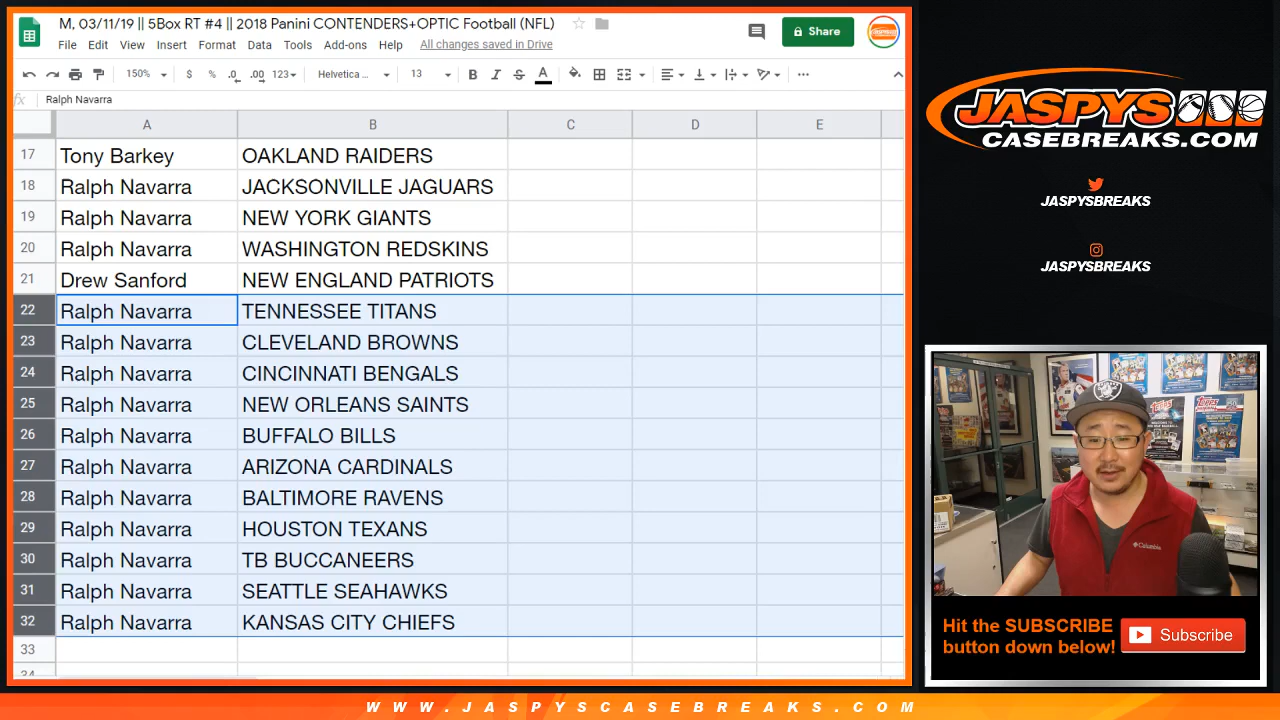 M, 03/11/19 || 5Box RT #4 || 2018 Panini CONTENDERS+OPTIC Football (NFL)
File Edit View Insert Format Data Tools Add-ons Help All changes saved in Drive
Share
150% $ % .0 .00 123 Helvetica ... 13 B I S A
fx Ralph Navarra
A B C D E
17 Tony Barkey OAKLAND RAIDERS
18 Ralph Navarra JACKSONVILLE JAGUARS
19 Ralph Navarra NEW YORK GIANTS
20 Ralph Navarra WASHINGTON REDSKINS
21 Drew Sanford NEW ENGLAND PATRIOTS
22 Ralph Navarra TENNESSEE TITANS
23 Ralph Navarra CLEVELAND BROWNS
24 Ralph Navarra CINCINNATI BENGALS
25 Ralph Navarra NEW ORLEANS SAINTS
26 Ralph Navarra BUFFALO BILLS
27 Ralph Navarra ARIZONA CARDINALS
28 Ralph Navarra BALTIMORE RAVENS
29 Ralph Navarra HOUSTON TEXANS
30 Ralph Navarra TB BUCCANEERS
31 Ralph Navarra SEATTLE SEAHAWKS
32 Ralph Navarra KANSAS CITY CHIEFS
33
34
JASPYS
CASEBREAKS.COM
JASPYSBREAKS
JASPYSBREAKS
Topps
Columbia
Hit the SUBSCRIBE
button down below!
Subscribe
WWW.JASPYSCASEBREAKS.COM